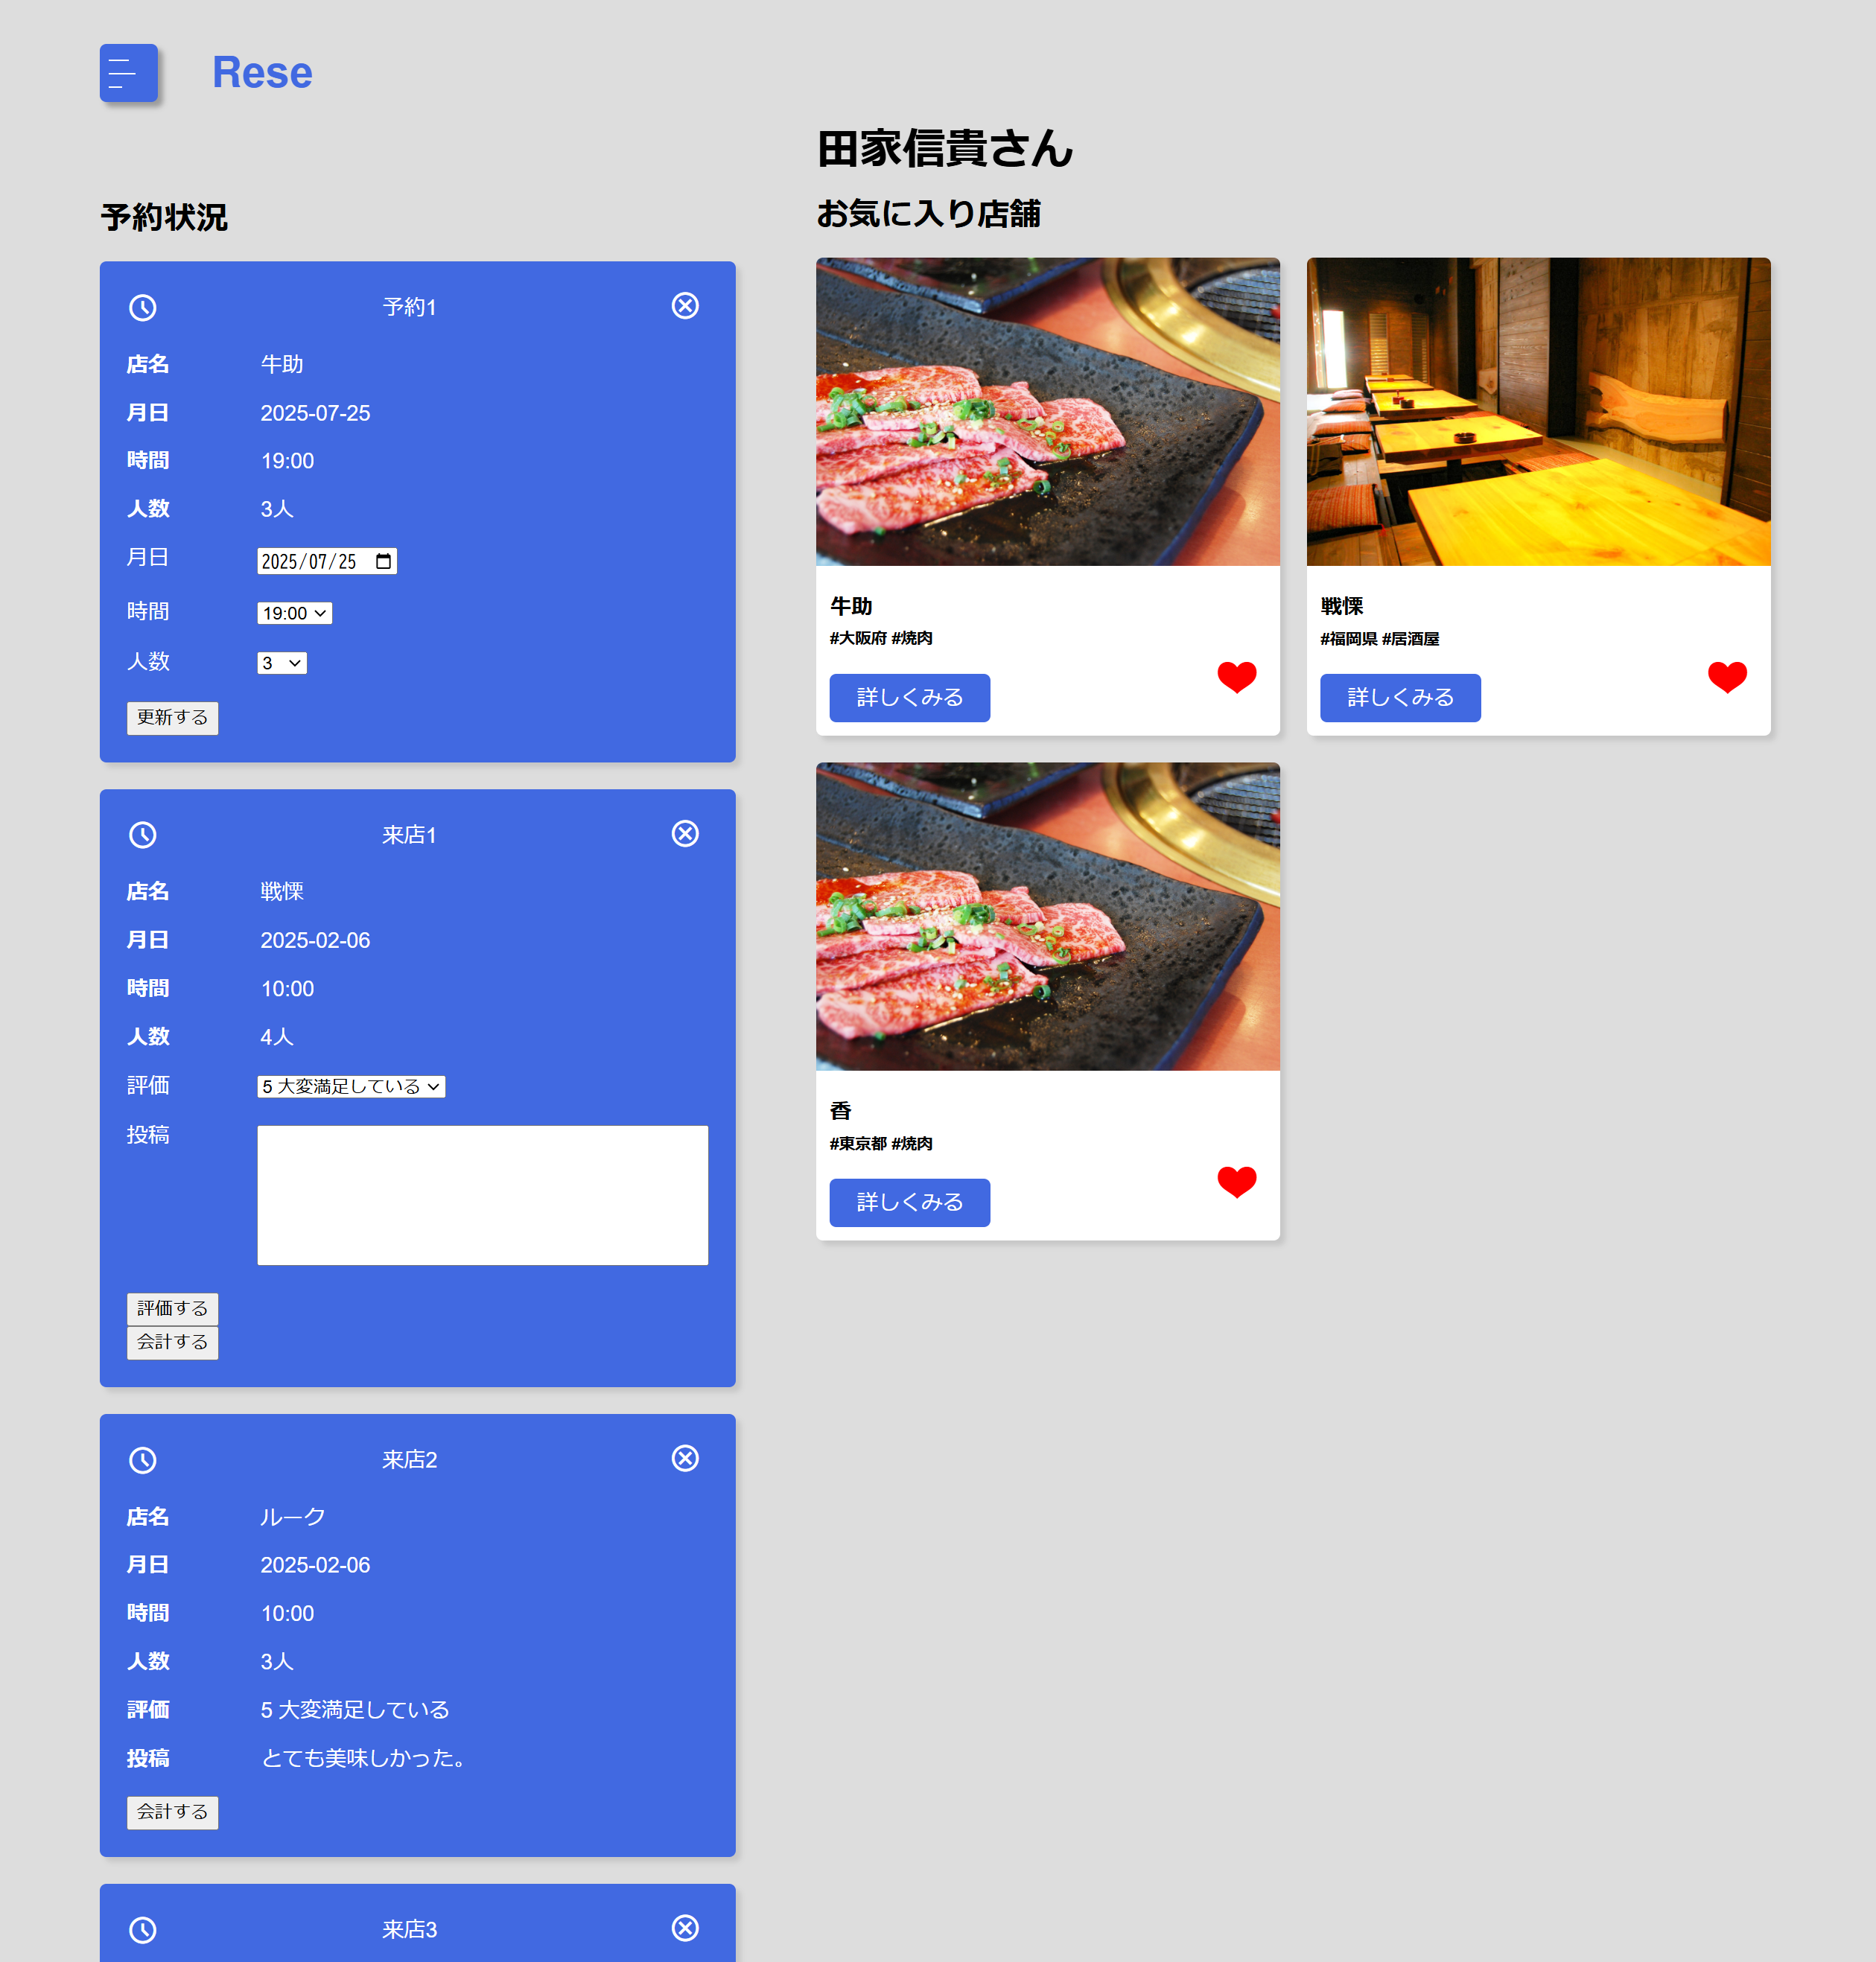 Rese
田家信貴さん
予約状況
予約1
店名 牛助
月日 2025-07-25
時間 19:00
人数 3人
月日 2025/07/25
時間 19:00
人数 3
更新する
来店1
店名 戦慄
月日 2025-02-06
時間 10:00
人数 4人
評価 5 大変満足している
投稿
評価する
会計する
来店2
店名 ルーク
月日 2025-02-06
時間 10:00
人数 3人
評価 5 大変満足している
投稿 とても美味しかった。
会計する
来店3
お気に入り店舗
牛助
#大阪府 #焼肉
詳しくみる
戦慄
#福岡県 #居酒屋
詳しくみる
香
#東京都 #焼肉
詳しくみる